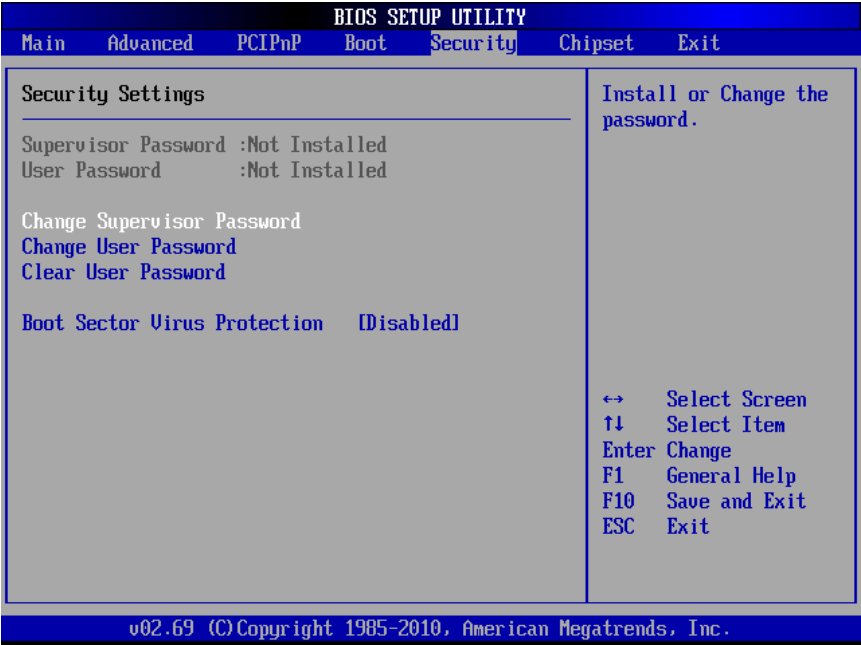 BIOS SETUP UTILITY
Main Advanced PCIPnP Boot Security Chipset Exit
Security Settings
Supervisor Password :Not Installed
User Password :Not Installed
Change Supervisor Password
Change User Password
Clear User Password
Boot Sector Virus Protection [Disabled]
Install or Change the
password.
↔ Select Screen
↑↓ Select Item
Enter Change
F1 General Help
F10 Save and Exit
ESC Exit
v02.69 (C)Copyright 1985-2010, American Megatrends, Inc.